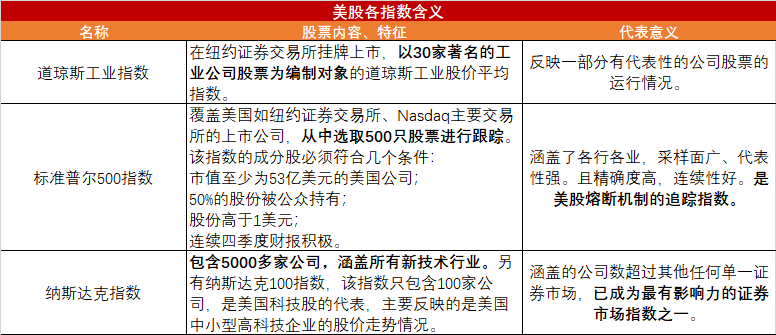 美股各指数含义
名称
股票内容、特征
代表意义
道琼斯工业指数
在纽约证券交易所挂牌上市，以30家著名的工
业公司股票为编制对象的道琼斯工业股价平均
指数。
反映一部分有代表性的公司股票的
运行情况。
标准普尔500指数
覆盖美国如纽约证券交易所、Nasdaq主要交易
所的上市公司，从中选取500只股票进行跟踪。
该指数的成分股必须符合几个条件：
市值至少为53亿美元的美国公司；
50%的股份被公众持有；
股份高于1美元；
连续四季度财报积极。
涵盖了各行各业，采样面广、代表
性强。且精确度高，连续性好。是
美股熔断机制的追踪指数。
纳斯达克指数
包含5000多家公司，涵盖所有新技术行业。另
有纳斯达克100指数，该指数只包含100家公
司，是美国科技股的代表，主要反映的是美国
中小型高科技企业的股价走势情况。
涵盖的公司数超过其他任何单一证
券市场，已成为最有影响力的证券
市场指数之一。